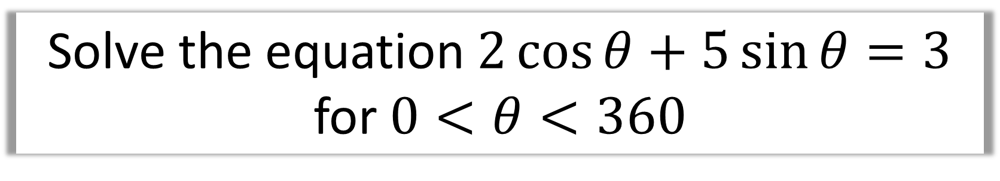 Solve the equation 2 cos θ + 5 sin θ = 3
for 0 < θ < 360